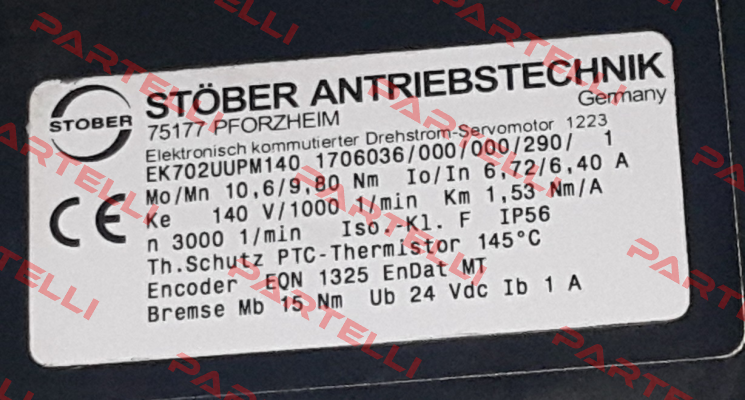 STÖBER ANTRIEBSTECHNIK
STOBER
75177 PFORZHEIM
Germany
Elektronisch kommutierter Drehstrom-Servomotor 1223
EK702UUPM140 1706036/000/000/290/ 1
Mo/Mn 10,6/9,80 Nm Io/In 6,72/6,40 A
Ke 140 V/1000 1/min Km 1,53 Nm/A
n 3000 1/min Iso.-Kl. F IP56
Th.Schutz PTC-Thermistor 145°C
Encoder EQN 1325 EnDat MT
Bremse Mb 15 Nm Ub 24 Vdc Ib 1 A
CE
PARTELLI